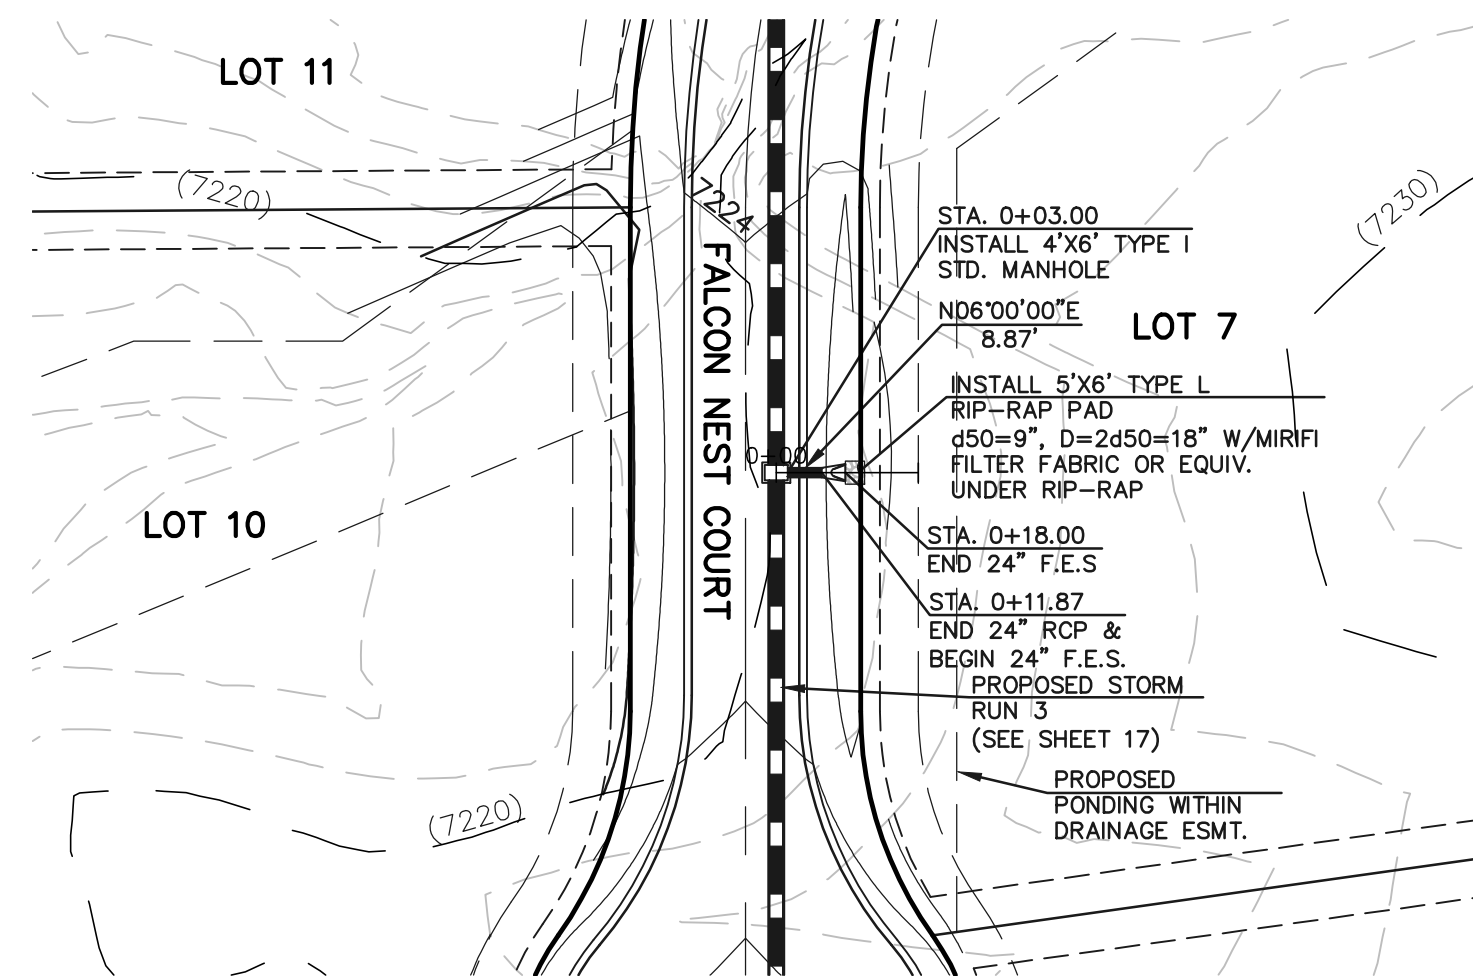 LOT 11
(7220)
7224
(7230)
STA. 0+03.00
INSTALL 4'X6' TYPE I
STD. MANHOLE
N06°00'00"E
8.87'
LOT 7
INSTALL 5'X6' TYPE L
RIP-RAP PAD
d50=9", D=2d50=18" W/MIRIFI
FILTER FABRIC OR EQUIV.
UNDER RIP-RAP
FALCON NEST COURT
0+00
LOT 10
STA. 0+18.00
END 24" F.E.S
STA. 0+11.87
END 24" RCP &
BEGIN 24" F.E.S.
PROPOSED STORM
RUN 3
(SEE SHEET 17)
PROPOSED
PONDING WITHIN
DRAINAGE ESMT.
(7220)